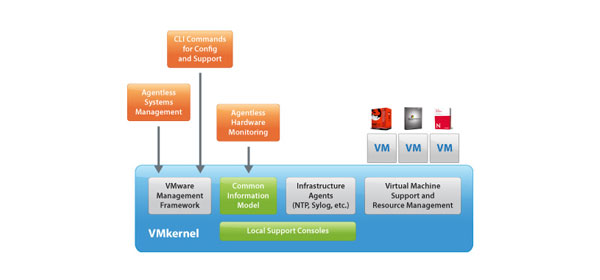 CLI Commands
for Config
and Support
Agentless
Systems
Management
Agentless
Hardware
Monitoring
N
VM
VM
VM
VMware
Management
Framework
Common
Information
Model
Infrastructure
Agents
(NTP, Sylog, etc.)
Virtual Machine
Support and
Resource Management
VMkernel
Local Support Consoles